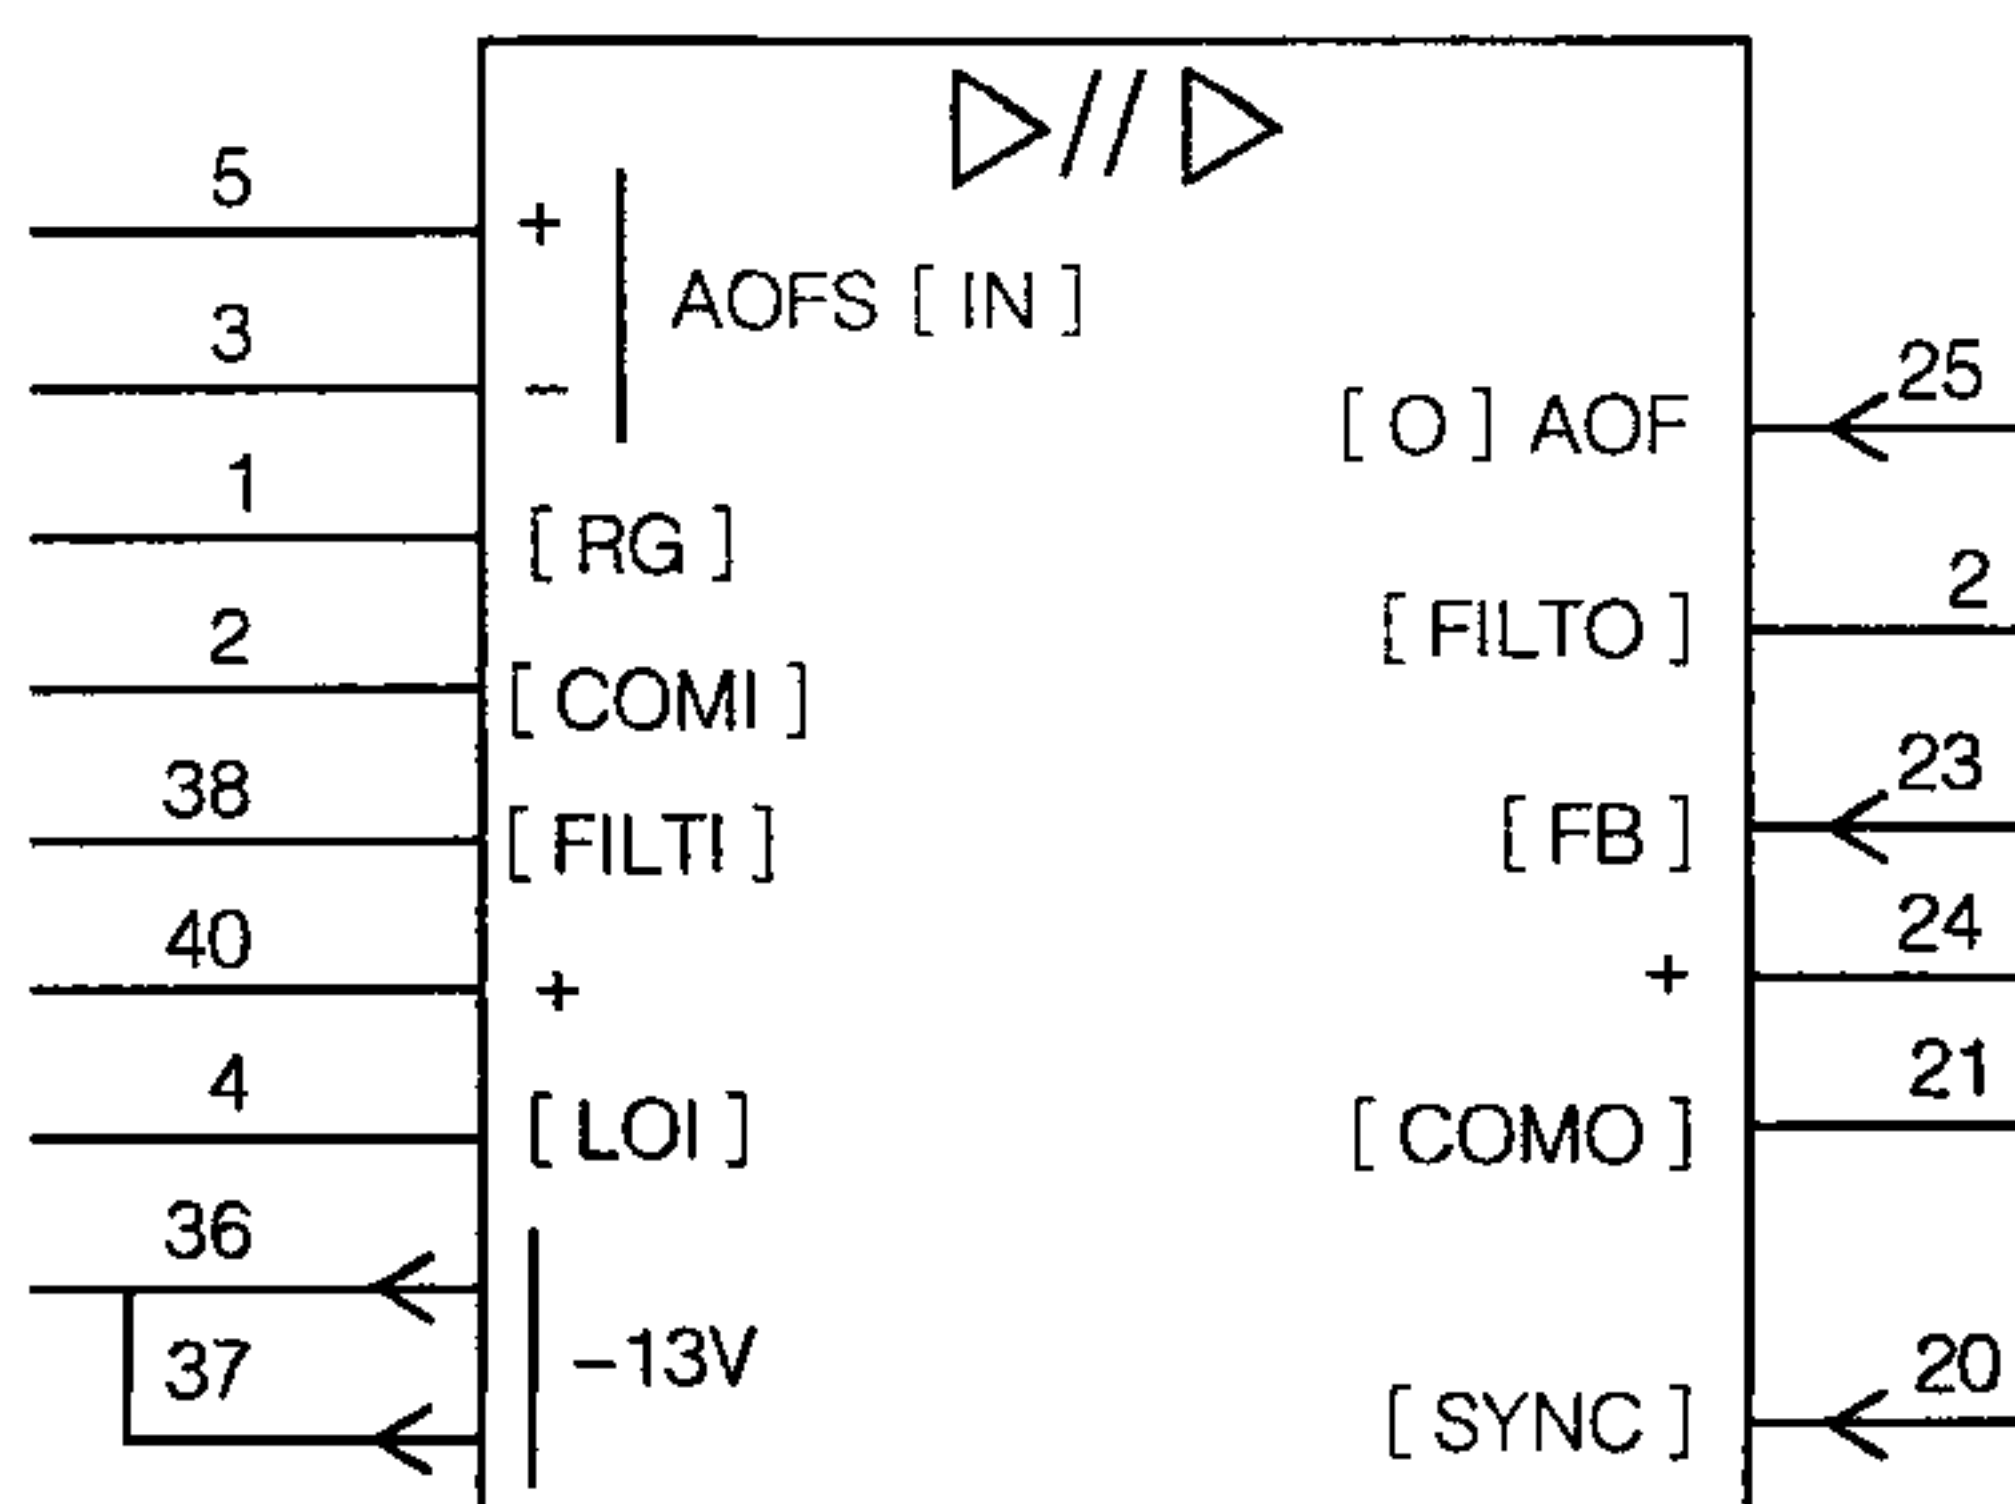 5
+
AOFS [ IN ]
3
–
25
[ O ] AOF
1
[ RG ]
2
[ FILTO ]
2
[ COMI ]
23
[ FB ]
38
[ FILTI ]
24
+
40
+
21
[ COMO ]
4
[ LOI ]
36
–13V
37
20
[ SYNC ]